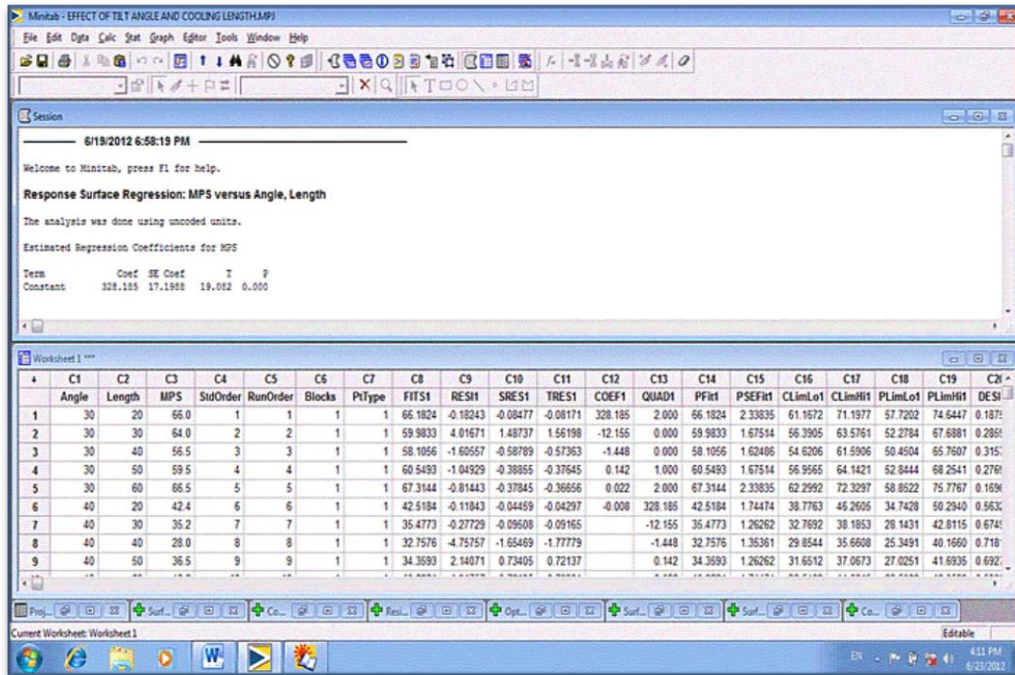 Minitab - EFFECT OF TILT ANGLE AND COOLING LENGTH.MPJ
File Edit Data Calc Stat Graph Editor Tools Window Help
Session
6/19/2012 6:58:19 PM
Welcome to Minitab, press F1 for help.
Response Surface Regression: MPS versus Angle, Length
The analysis was done using uncoded units.
Estimated Regression Coefficients for MPS
Term Coef SE Coef T P
Constant 328.185 17.1988 19.082 0.000
Worksheet 1 ***
C1 C2 C3 C4 C5 C6 C7 C8 C9 C10 C11 C12 C13 C14 C15 C16 C17 C18 C19 C20
Angle Length MPS StdOrder RunOrder Blocks PtType FITS1 RESI1 SRES1 TRES1 COEF1 QUAD1 PFit1 PSEFit1 CLimLo1 CLimHi1 PLimLo1 PLimHi1 DESI
1 30 20 66.0 1 1 1 1 66.1824 -0.18243 -0.08477 -0.08171 328.185 2.000 66.1824 2.33835 61.1672 71.1977 57.7202 74.6447
2 30 30 64.0 2 2 1 1 59.9833 4.01671 1.48737 1.56198 -12.155 0.000 59.9833 1.67514 56.3905 63.5761 52.2784 67.6881
3 30 40 56.5 3 3 1 1 58.1056 -1.60557 -0.58789 -0.57363 -1.448 0.000 58.1056 1.62486 54.6206 61.5906 50.4504 65.7607
4 30 50 59.5 4 4 1 1 60.5493 -1.04929 -0.38855 -0.37645 0.142 1.000 60.5493 1.67514 56.9565 64.1421 52.8444 68.2541
5 30 60 66.5 5 5 1 1 67.3144 -0.81443 -0.37845 -0.36656 0.022 2.000 67.3144 2.33835 62.2992 72.3297 58.8522 75.7767
6 40 20 42.4 6 6 1 1 42.5184 -0.11843 -0.04459 -0.04297 -0.008 328.185 42.5184 1.74474 38.7763 46.2605 34.7428 50.2940
7 40 30 35.2 7 7 1 1 35.4773 -0.27729 -0.09508 -0.09165 -12.155 35.4773 1.26262 32.7692 38.1853 28.1431 42.8115
8 40 40 28.0 8 8 1 1 32.7576 -4.75757 -1.65469 -1.77779 -1.448 32.7576 1.35361 29.8544 35.6608 25.3491 40.1660
9 40 50 36.5 9 9 1 1 34.3593 2.14071 0.73405 0.72137 0.142 34.3593 1.26262 31.6512 37.0673 27.0251 41.6935
Proj... Surf... Co... Resi... Opt... Surf... Surf... Co...
Current Worksheet: Worksheet 1 Editable
EN 4:11 PM
6/23/2012